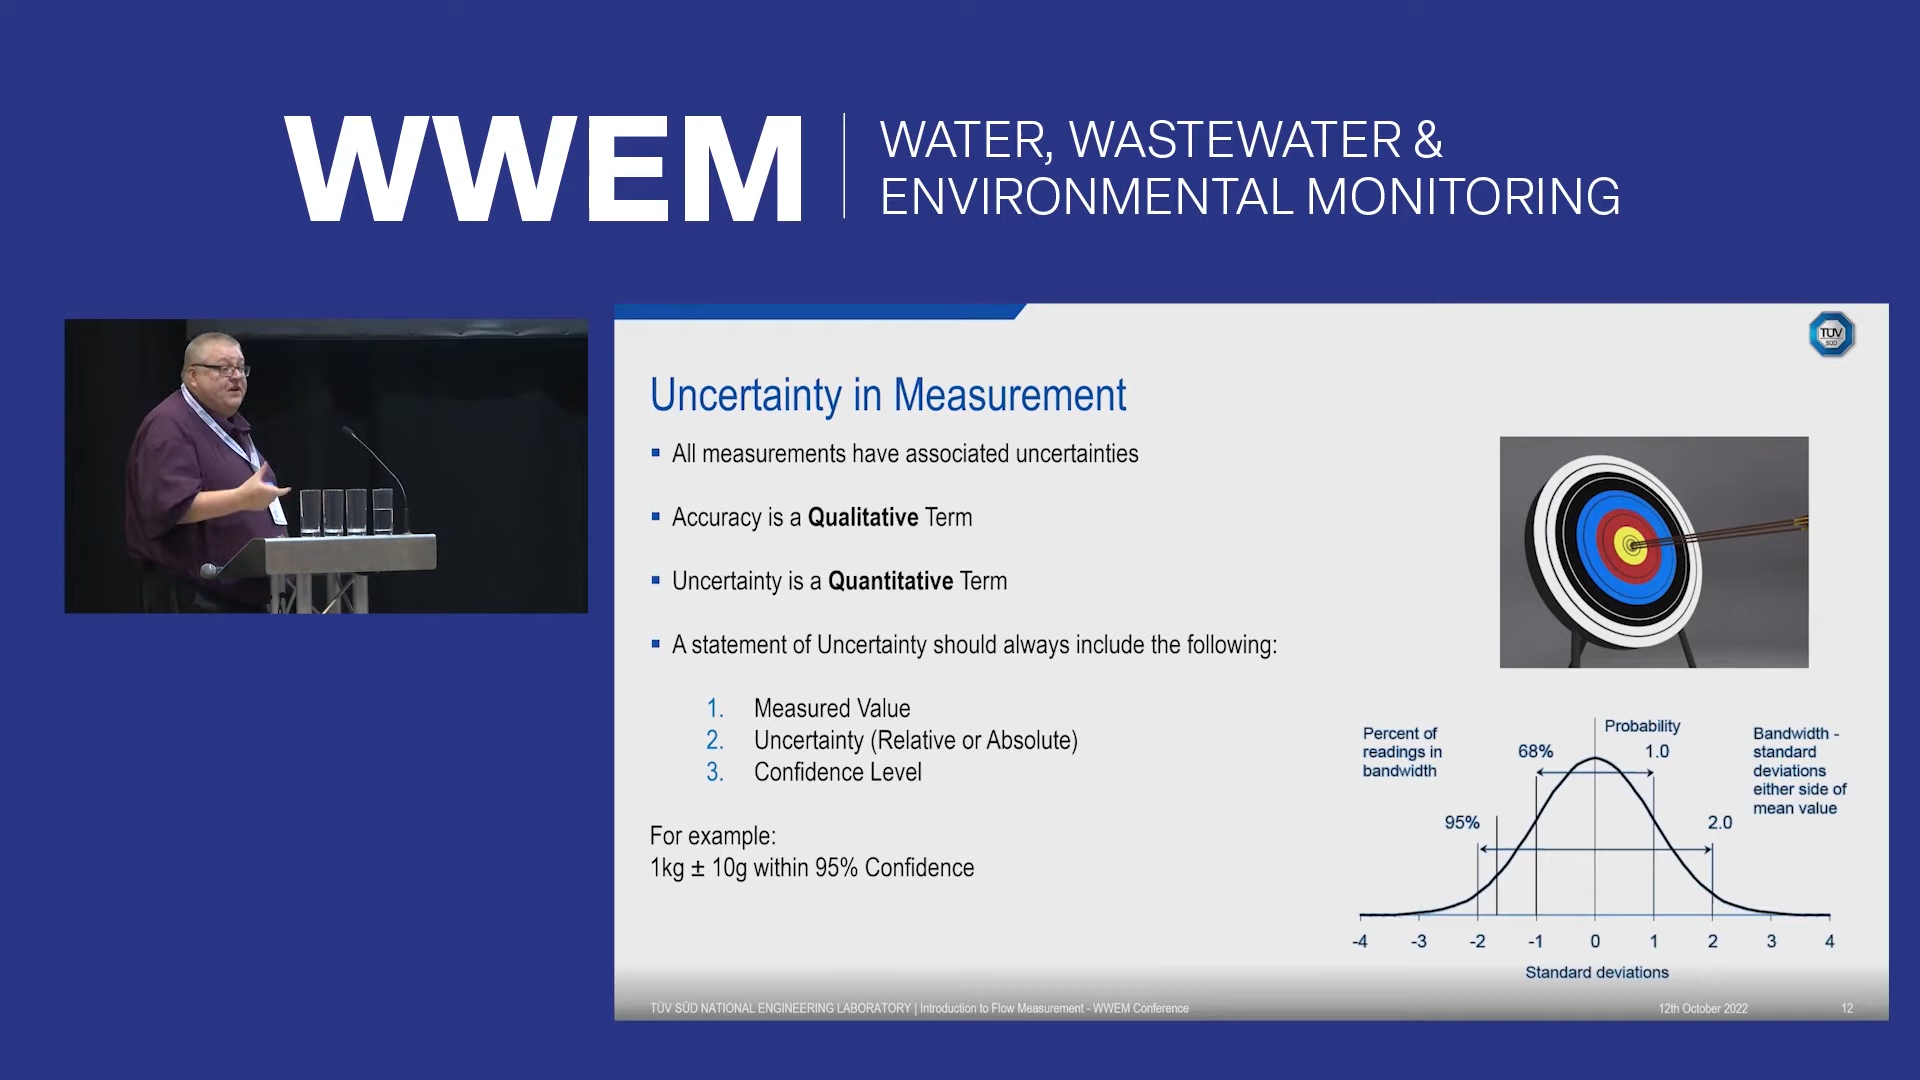 WWEM
WATER, WASTEWATER &
ENVIRONMENTAL MONITORING
TÜV
SÜD
Uncertainty in Measurement
▪ All measurements have associated uncertainties
▪ Accuracy is a Qualitative Term
▪ Uncertainty is a Quantitative Term
▪ A statement of Uncertainty should always include the following:
1. Measured Value
2. Uncertainty (Relative or Absolute)
3. Confidence Level
For example:
1kg ± 10g within 95% Confidence
Percent of
readings in
bandwidth
Probability
68%
1.0
Bandwidth -
standard
deviations
either side of
mean value
95%
2.0
-4 -3 -2 -1 0 1 2 3 4
Standard deviations
TÜV SÜD NATIONAL ENGINEERING LABORATORY | Introduction to Flow Measurement - WWEM Conference
12th October 2022
12